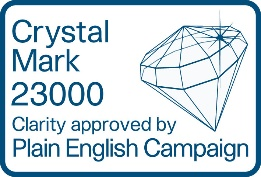 Crystal
Mark
23000
Clarity approved by
Plain English Campaign